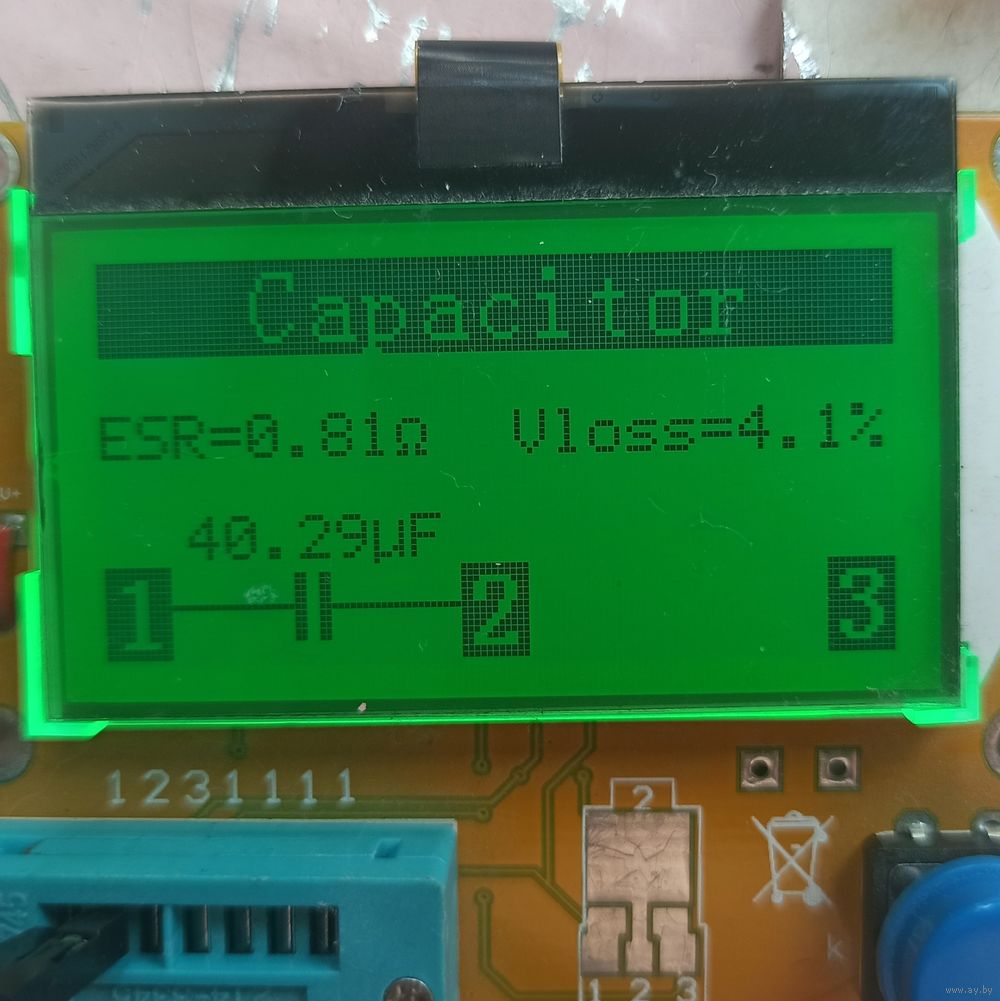 Capacitor
ESR=0.81Ω Vloss=4.1%
40.29µF
1 2 3
U+
1231111
2
k
1 2 3
www.ay.by